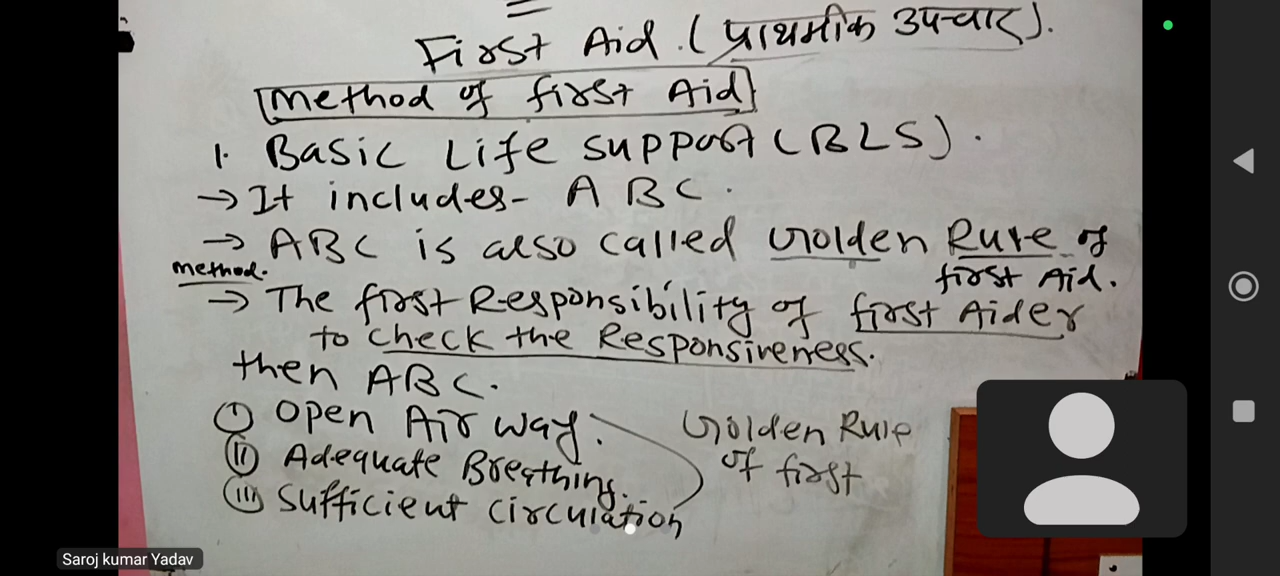 First Aid. (प्राथमीक उपचार).
Method of first Aid
1. Basic Life support (BLS).
→ It includes - A B C.
→ ABC is also called Golden Rule of first Aid.
method.
→ The first Responsibility of first Aider
to check the Responsiveness.
then ABC.
(i) Open Air way.
(ii) Adequate Breathing.
(iii) Sufficient Circulation
Golden Rule
of first
Saroj kumar Yadav